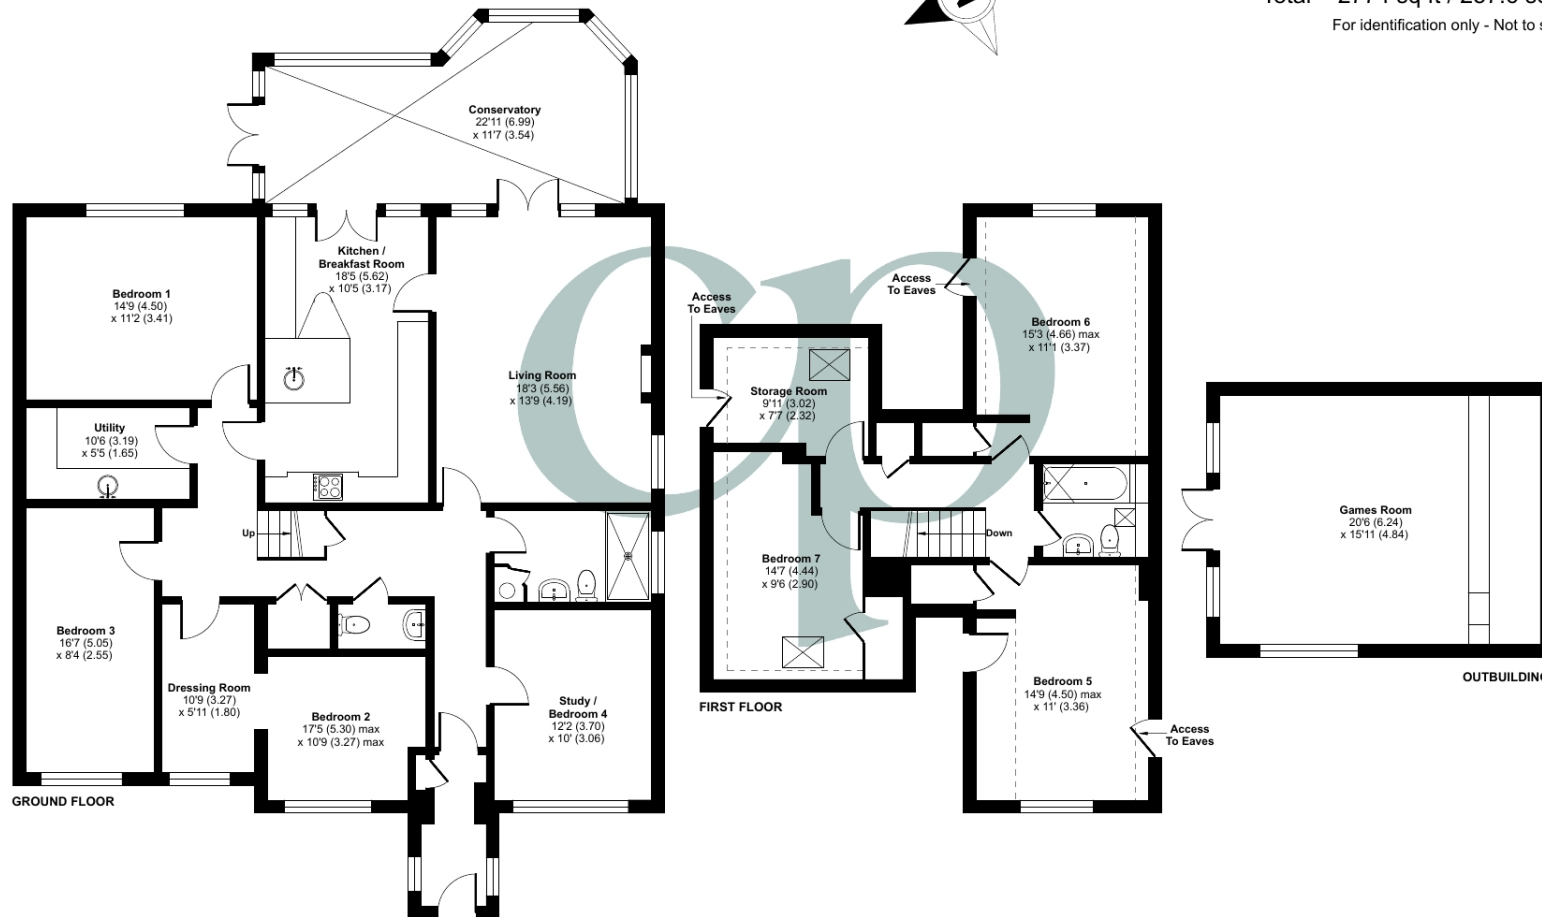 For identification only - Not to s
Conservatory
22'11 (6.99)
x 11'7 (3.54)
Kitchen /
Breakfast Room
18'5 (5.62)
x 10'5 (3.17)
Bedroom 1
14'9 (4.50)
x 11'2 (3.41)
Living Room
18'3 (5.56)
x 13'9 (4.19)
Utility
10'6 (3.19)
x 5'5 (1.65)
Up
Bedroom 3
16'7 (5.05)
x 8'4 (2.55)
Dressing Room
10'9 (3.27)
x 5'11 (1.80)
Bedroom 2
17'5 (5.30) max
x 10'9 (3.27) max
Study /
Bedroom 4
12'2 (3.70)
x 10' (3.06)
GROUND FLOOR
cp
Access
To Eaves
Access
To Eaves
Bedroom 6
15'3 (4.66) max
x 11'1 (3.37)
Storage Room
9'11 (3.02)
x 7'7 (2.32)
Down
Bedroom 7
14'7 (4.44)
x 9'6 (2.90)
Bedroom 5
14'9 (4.50) max
x 11' (3.36)
Access
To Eaves
FIRST FLOOR
Games Room
20'6 (6.24)
x 15'11 (4.84)
OUTBUILDING